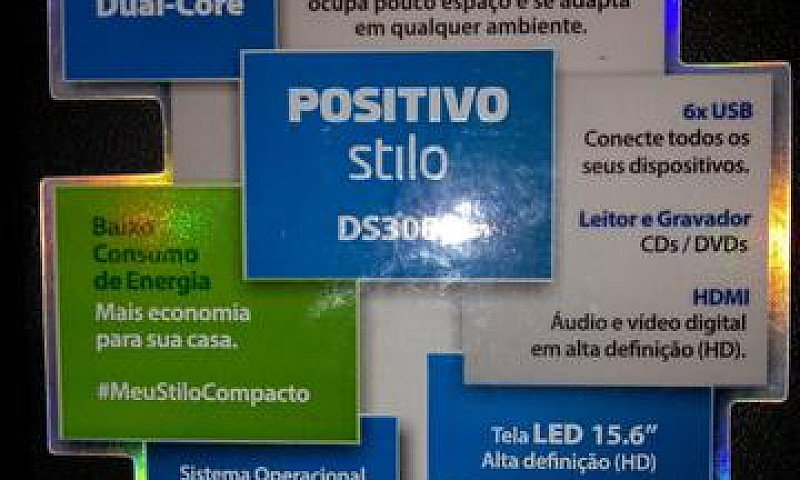 Dual-Core
ocupa pouco espaço e se adapta
em qualquer ambiente.
POSITIVO
stilo
6x USB
Conecte todos os
seus dispositivos.
Leitor e Gravador
CDs / DVDs
HDMI
Áudio e vídeo digital
em alta definição (HD).
Baixo
Consumo
de Energia
Mais economia
para sua casa.
#MeuStiloCompacto
Tela LED 15.6”
Alta definição (HD)
Sistema Operacional